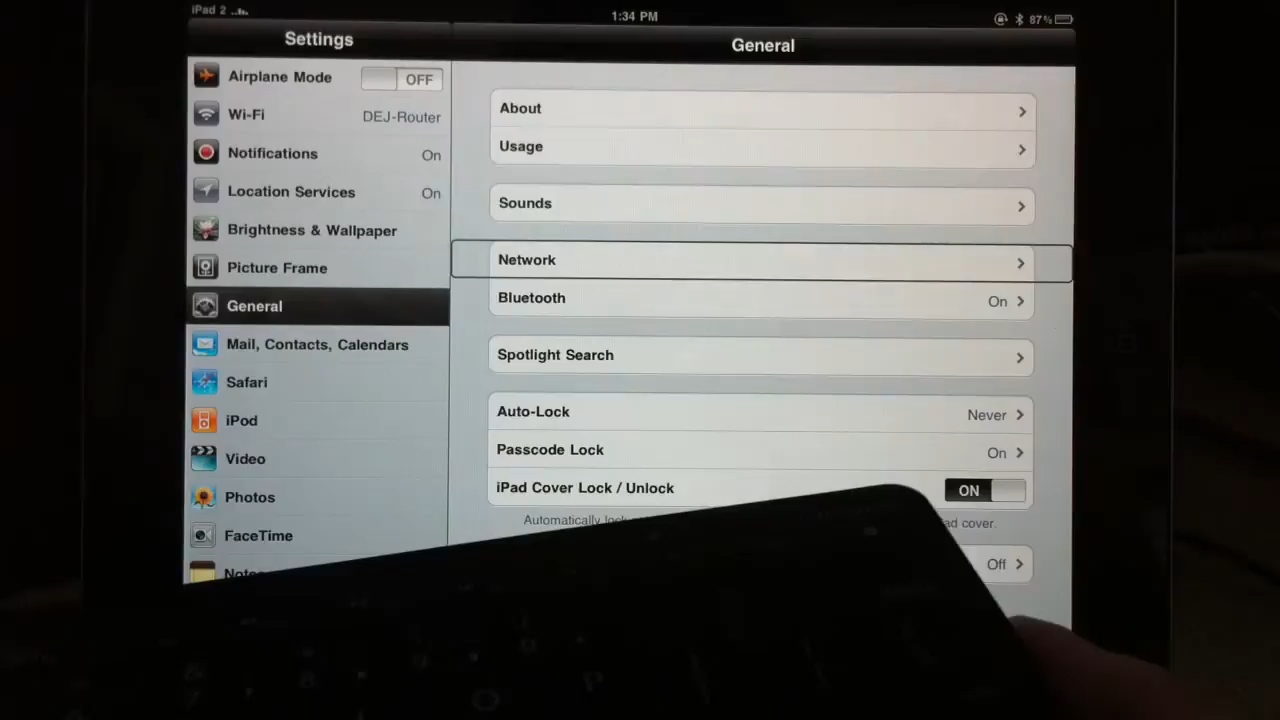 iPad 2
1:34 PM
87%
Settings
General
Airplane Mode OFF
Wi-Fi DEJ-Router
Notifications On
Location Services On
Brightness & Wallpaper
Picture Frame
General
Mail, Contacts, Calendars
Safari
iPod
Video
Photos
FaceTime
About
Usage
Sounds
Network
Bluetooth On
Spotlight Search
Auto-Lock Never
Passcode Lock On
iPad Cover Lock / Unlock ON
Automatically cover.
Off